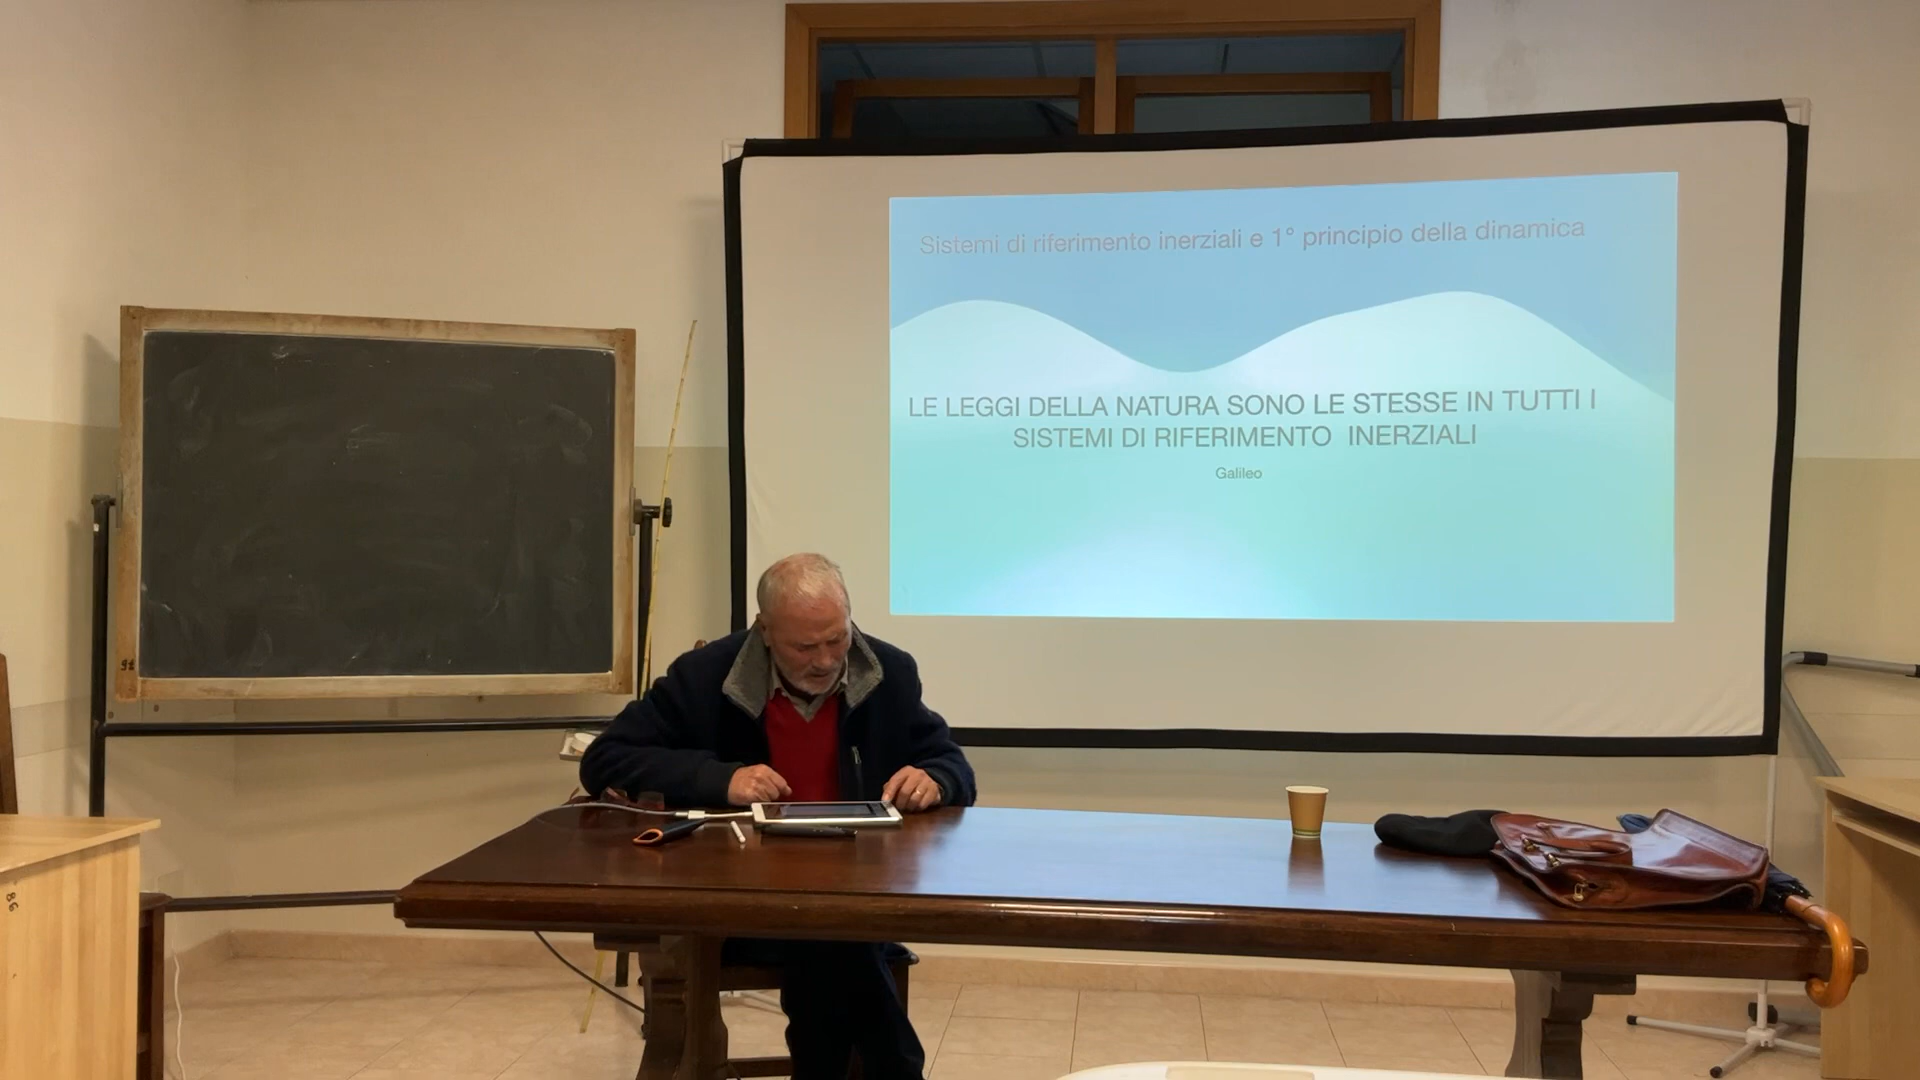 Sistemi di riferimento inerziali e 1° principio della dinamica
LE LEGGI DELLA NATURA SONO LE STESSE IN TUTTI I
SISTEMI DI RIFERIMENTO INERZIALI
Galileo